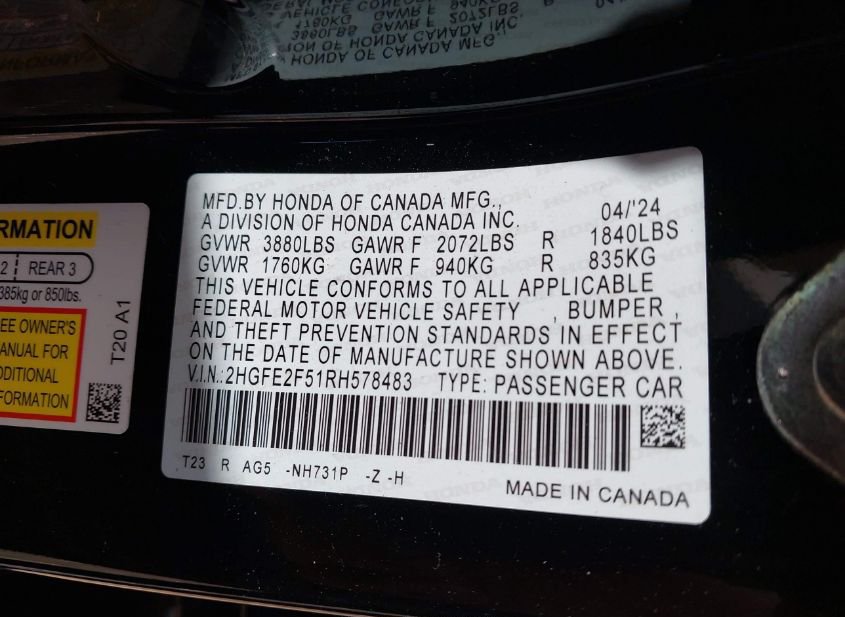 MFD.BY HONDA OF CANADA MFG.,
A DIVISION OF HONDA CANADA INC. 04/'24
GVWR 3880LBS GAWR F 2072LBS R 1840LBS
GVWR 1760KG GAWR F 940KG R 835KG
THIS VEHICLE CONFORMS TO ALL APPLICABLE
FEDERAL MOTOR VEHICLE SAFETY , BUMPER ,
AND THEFT PREVENTION STANDARDS IN EFFECT
ON THE DATE OF MANUFACTURE SHOWN ABOVE.
V.I.N.:2HGFE2F51RH578483 TYPE: PASSENGER CAR
T23 R AG5 -NH731P -Z -H
MADE IN CANADA
RMATION
2 REAR 3
385kg or 850lbs.
EE OWNER'S
ANUAL FOR
DDITIONAL
FORMATION
T20 A1